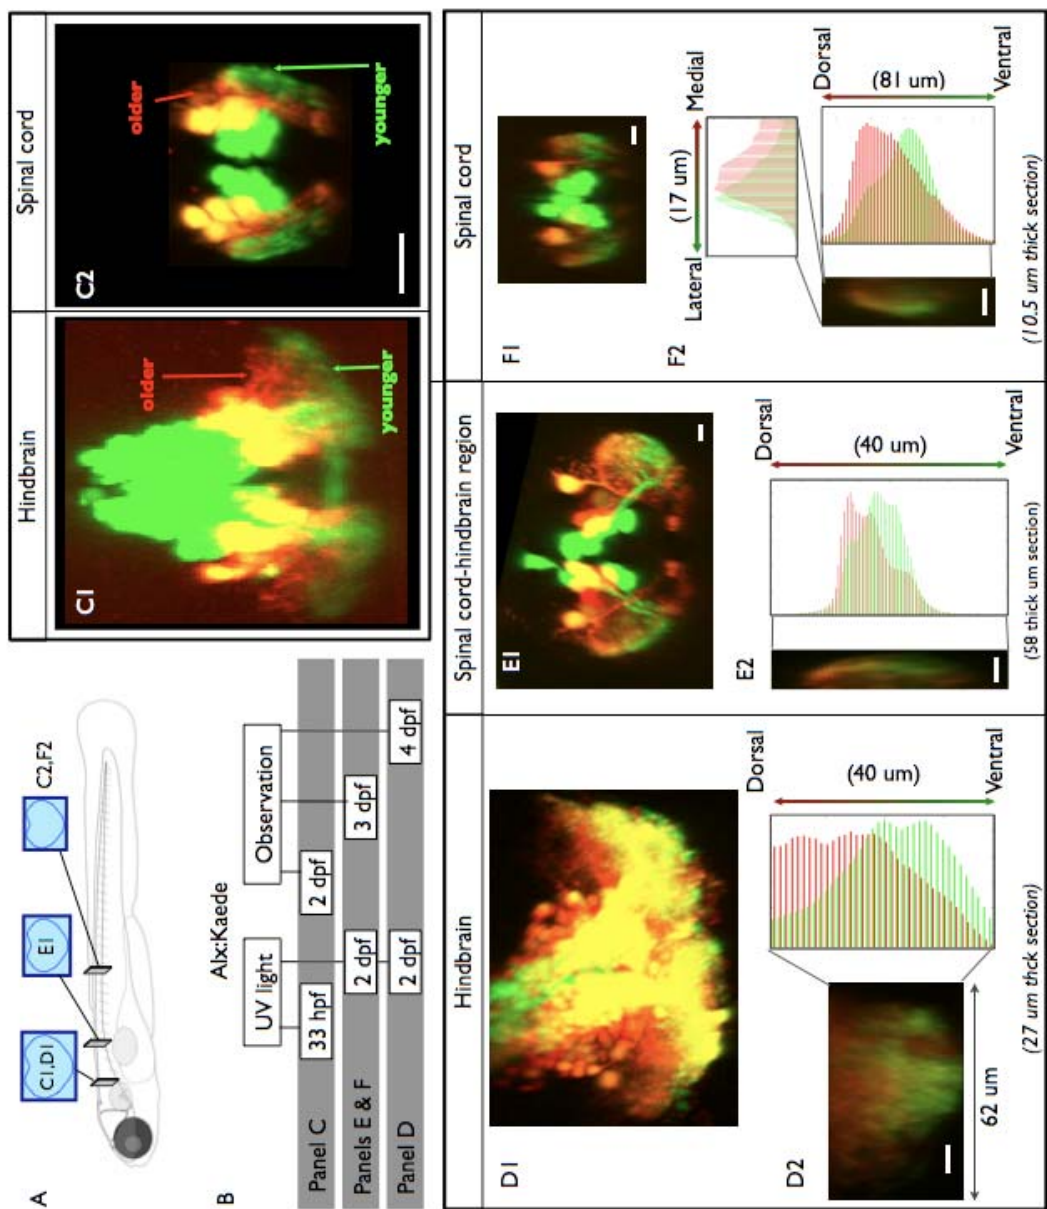 A
C1,D1
E1
C2,F2
B
Alx:Kaede
UV light
Observation
Panel C
33 hpf
2 dpf
Panels E & F
2 dpf
3 dpf
Panel D
2 dpf
4 dpf
Hindbrain
Spinal cord
C1
older
younger
C2
older
younger
Hindbrain
Spinal cord-hindbrain region
Spinal cord
D1
D2
62 um
Dorsal
(40 um)
Ventral
(27 um thck section)
E1
E2
Dorsal
(40 um)
Ventral
(58 thick um section)
F1
F2
Lateral
(17 um)
Medial
Dorsal
(81 um)
Ventral
(10.5 um thick section)